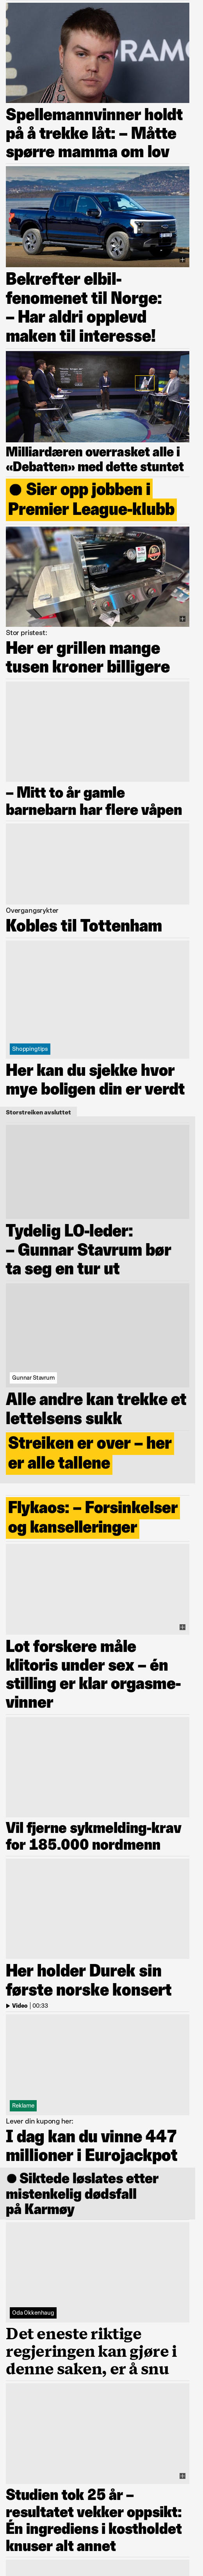 RAMO
Spellemannvinner holdt
på å trekke låt: – Måtte
spørre mamma om lov
Bekrefter elbil-
fenomenet til Norge:
– Har aldri opplevd
maken til interesse!
Milliardæren overrasket alle i
«Debatten» med dette stuntet
● Sier opp jobben i
Premier League-klubb
Stor pristest:
Her er grillen mange
tusen kroner billigere
– Mitt to år gamle
barnebarn har flere våpen
Overgangsrykter
Kobles til Tottenham
Shoppingtips
Her kan du sjekke hvor
mye boligen din er verdt
Storstreiken avsluttet
Tydelig LO-leder:
– Gunnar Stavrum bør
ta seg en tur ut
Gunnar Stavrum
Alle andre kan trekke et
lettelsens sukk
Streiken er over – her
er alle tallene
Flykaos: – Forsinkelser
og kanselleringer
Lot forskere måle
klitoris under sex – én
stilling er klar orgasme-
vinner
Vil fjerne sykmelding-krav
for 185.000 nordmenn
Her holder Durek sin
første norske konsert
Video | 00:33
Reklame
Lever din kupong her:
I dag kan du vinne 447
millioner i Eurojackpot
● Siktede løslates etter
mistenkelig dødsfall
på Karmøy
Oda Okkenhaug
Det eneste riktige
regjeringen kan gjøre i
denne saken, er å snu
Studien tok 25 år –
resultatet vekker oppsikt:
Én ingrediens i kostholdet
knuser alt annet